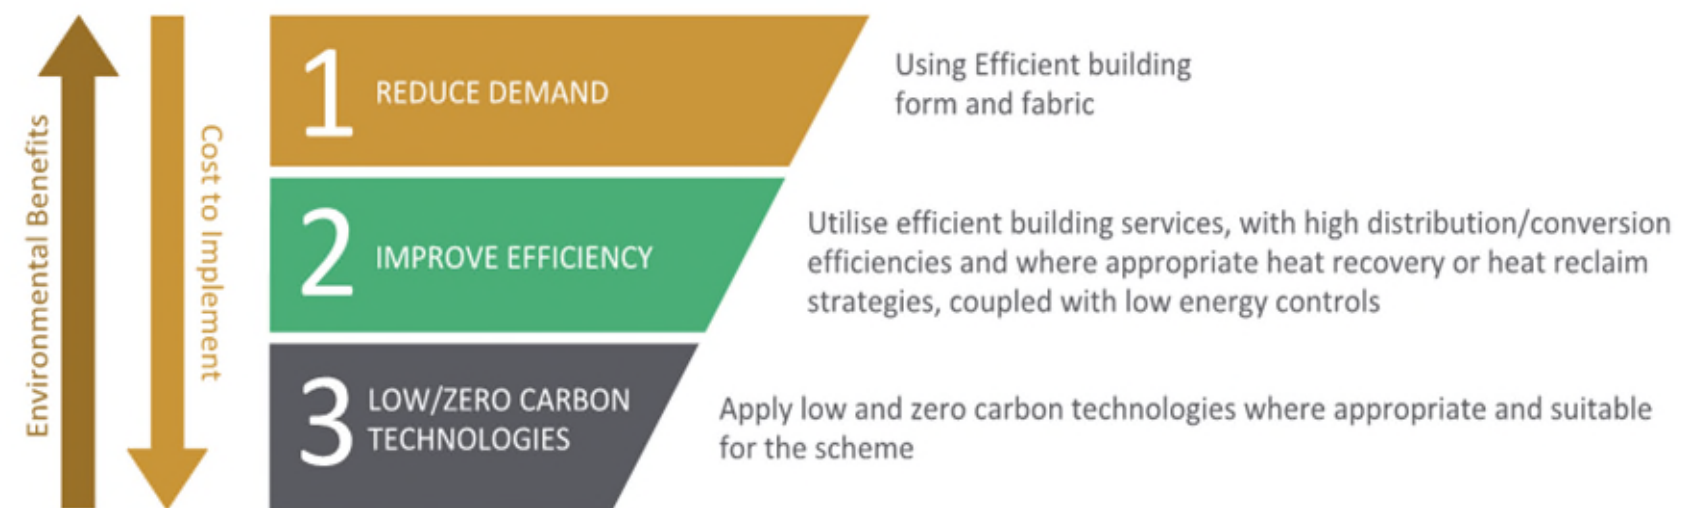 Environmental Benefits
Cost to Implement
1 REDUCE DEMAND
Using Efficient building
form and fabric
2 IMPROVE EFFICIENCY
Utilise efficient building services, with high distribution/conversion
efficiencies and where appropriate heat recovery or heat reclaim
strategies, coupled with low energy controls
3 LOW/ZERO CARBON
TECHNOLOGIES
Apply low and zero carbon technologies where appropriate and suitable
for the scheme